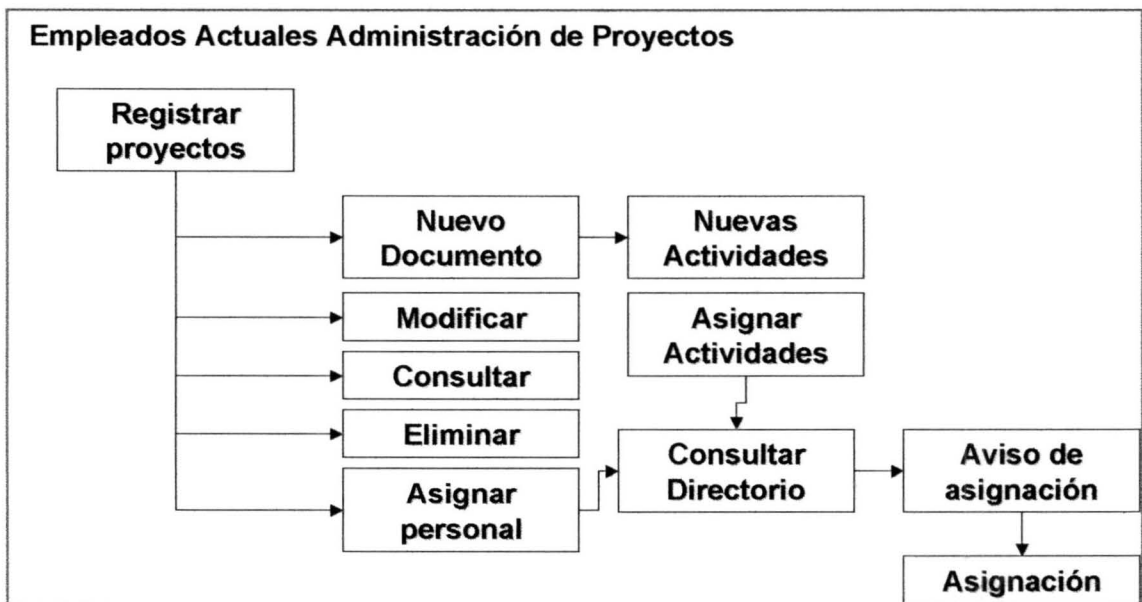 Empleados Actuales Administración de Proyectos
Registrar
proyectos
Nuevo
Documento
Nuevas
Actividades
Modificar
Asignar
Actividades
Consultar
Eliminar
Asignar
personal
Consultar
Directorio
Aviso de
asignación
Asignación